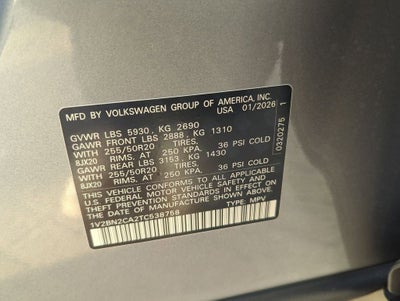 MFD BY VOLKSWAGEN GROUP OF AMERICA, INC.
USA 01/2026
GVWR LBS 5930, KG 2690
GAWR FRONT LBS 2888, KG 1310
WITH 255/50R20 TIRES,
8JX20 RIMS. AT 250 KPA, 36 PSI COLD
GAWR REAR LBS 3153, KG 1430
WITH 255/50R20 TIRES,
8JX20 RIMS. AT 250 KPA, 36 PSI COLD
THIS VEHICLE CONFORMS TO ALL APPLICABLE
U.S. FEDERAL MOTOR VEHICLE SAFETY
STANDARDS IN EFFECT ON THE DATE OF
MANUFACTURE SHOWN ABOVE.
1V2BN2CA2TC538758 TYPE: MPV
0320275 1